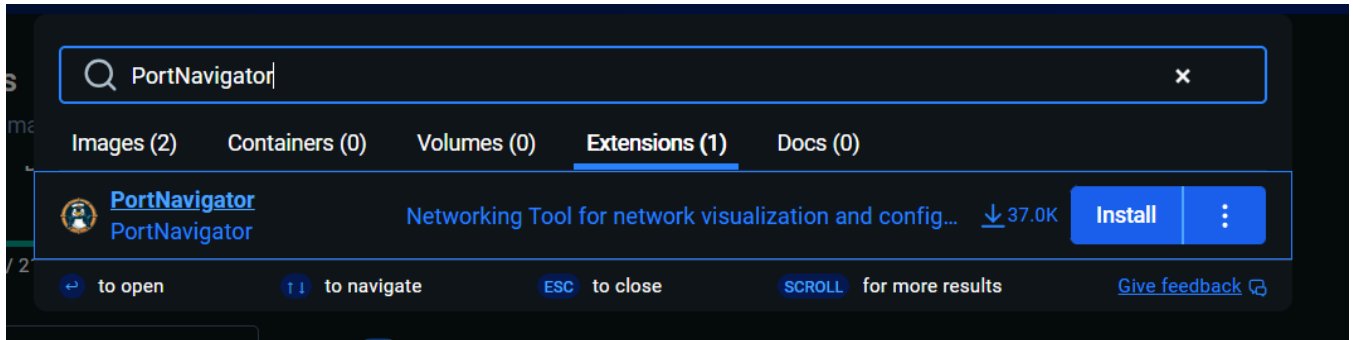 PortNavigator
Images (2) Containers (0) Volumes (0) Extensions (1) Docs (0)
PortNavigator
PortNavigator
Networking Tool for network visualization and config... 37.0K Install
to open to navigate ESC to close SCROLL for more results Give feedback